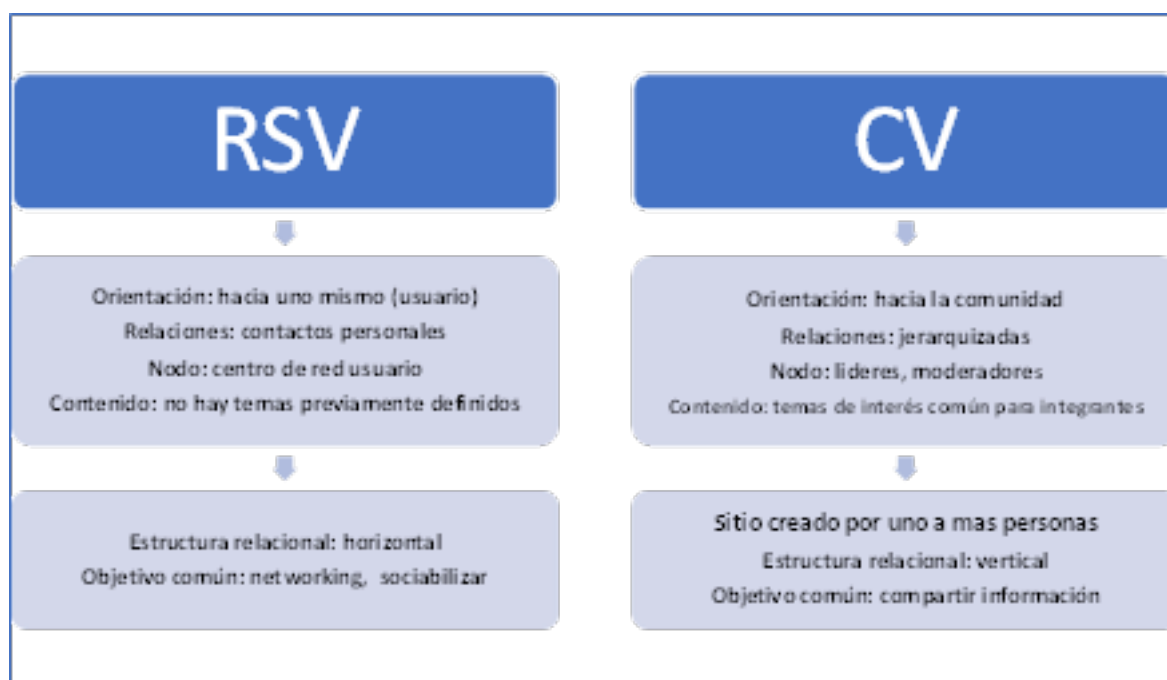 RSV
Orientación: hacia uno mismo (usuario)
Relaciones: contactos personales
Nodo: centro de red usuario
Contenido: no hay temas previamente definidos
Estructura relacional: horizontal
Objetivo común: networking, sociabilizar
CV
Orientación: hacia la comunidad
Relaciones: jerarquizadas
Nodo: lideres, moderadores
Contenido: temas de interés común para integrantes
Sitio creado por uno a mas personas
Estructura relacional: vertical
Objetivo común: compartir información